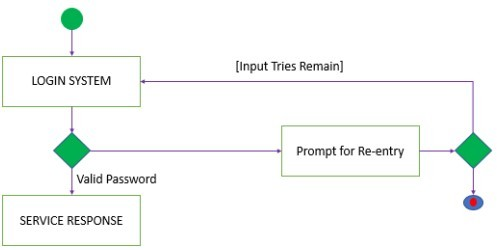 [Input Tries Remain]
LOGIN SYSTEM
Prompt for Re-entry
Valid Password
SERVICE RESPONSE